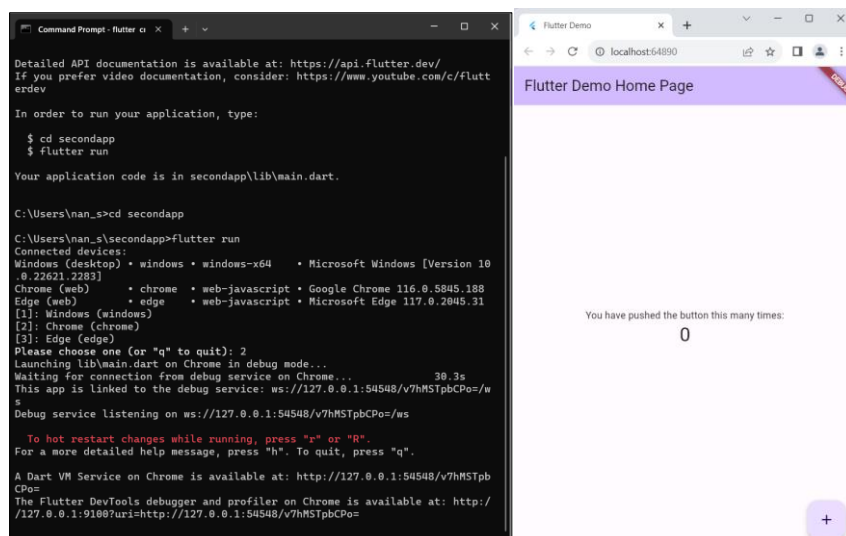 Command Prompt - flutter cr
Detailed API documentation is available at: https://api.flutter.dev/
If you prefer video documentation, consider: https://www.youtube.com/c/flutt
erdev
In order to run your application, type:
$ cd secondapp
$ flutter run
Your application code is in secondapp\lib\main.dart.
C:\Users\nan_s>cd secondapp
C:\Users\nan_s\secondapp>flutter run
Connected devices:
Windows (desktop) • windows • windows-x64 • Microsoft Windows [Version 10
.0.22621.2283]
Chrome (web) • chrome • web-javascript • Google Chrome 116.0.5845.188
Edge (web) • edge • web-javascript • Microsoft Edge 117.0.2045.31
[1]: Windows (windows)
[2]: Chrome (chrome)
[3]: Edge (edge)
Please choose one (or "q" to quit): 2
Launching lib\main.dart on Chrome in debug mode...
Waiting for connection from debug service on Chrome... 30.3s
This app is linked to the debug service: ws://127.0.0.1:54548/v7hMSTpbCPo=/w
s
Debug service listening on ws://127.0.0.1:54548/v7hMSTpbCPo=/ws
To hot restart changes while running, press "r" or "R".
For a more detailed help message, press "h". To quit, press "q".
A Dart VM Service on Chrome is available at: http://127.0.0.1:54548/v7hMSTpb
CPo=
The Flutter DevTools debugger and profiler on Chrome is available at: http:/
/127.0.0.1:9100?uri=http://127.0.0.1:54548/v7hMSTpbCPo=
Flutter Demo
localhost:64890
Flutter Demo Home Page
You have pushed the button this many times:
0
+